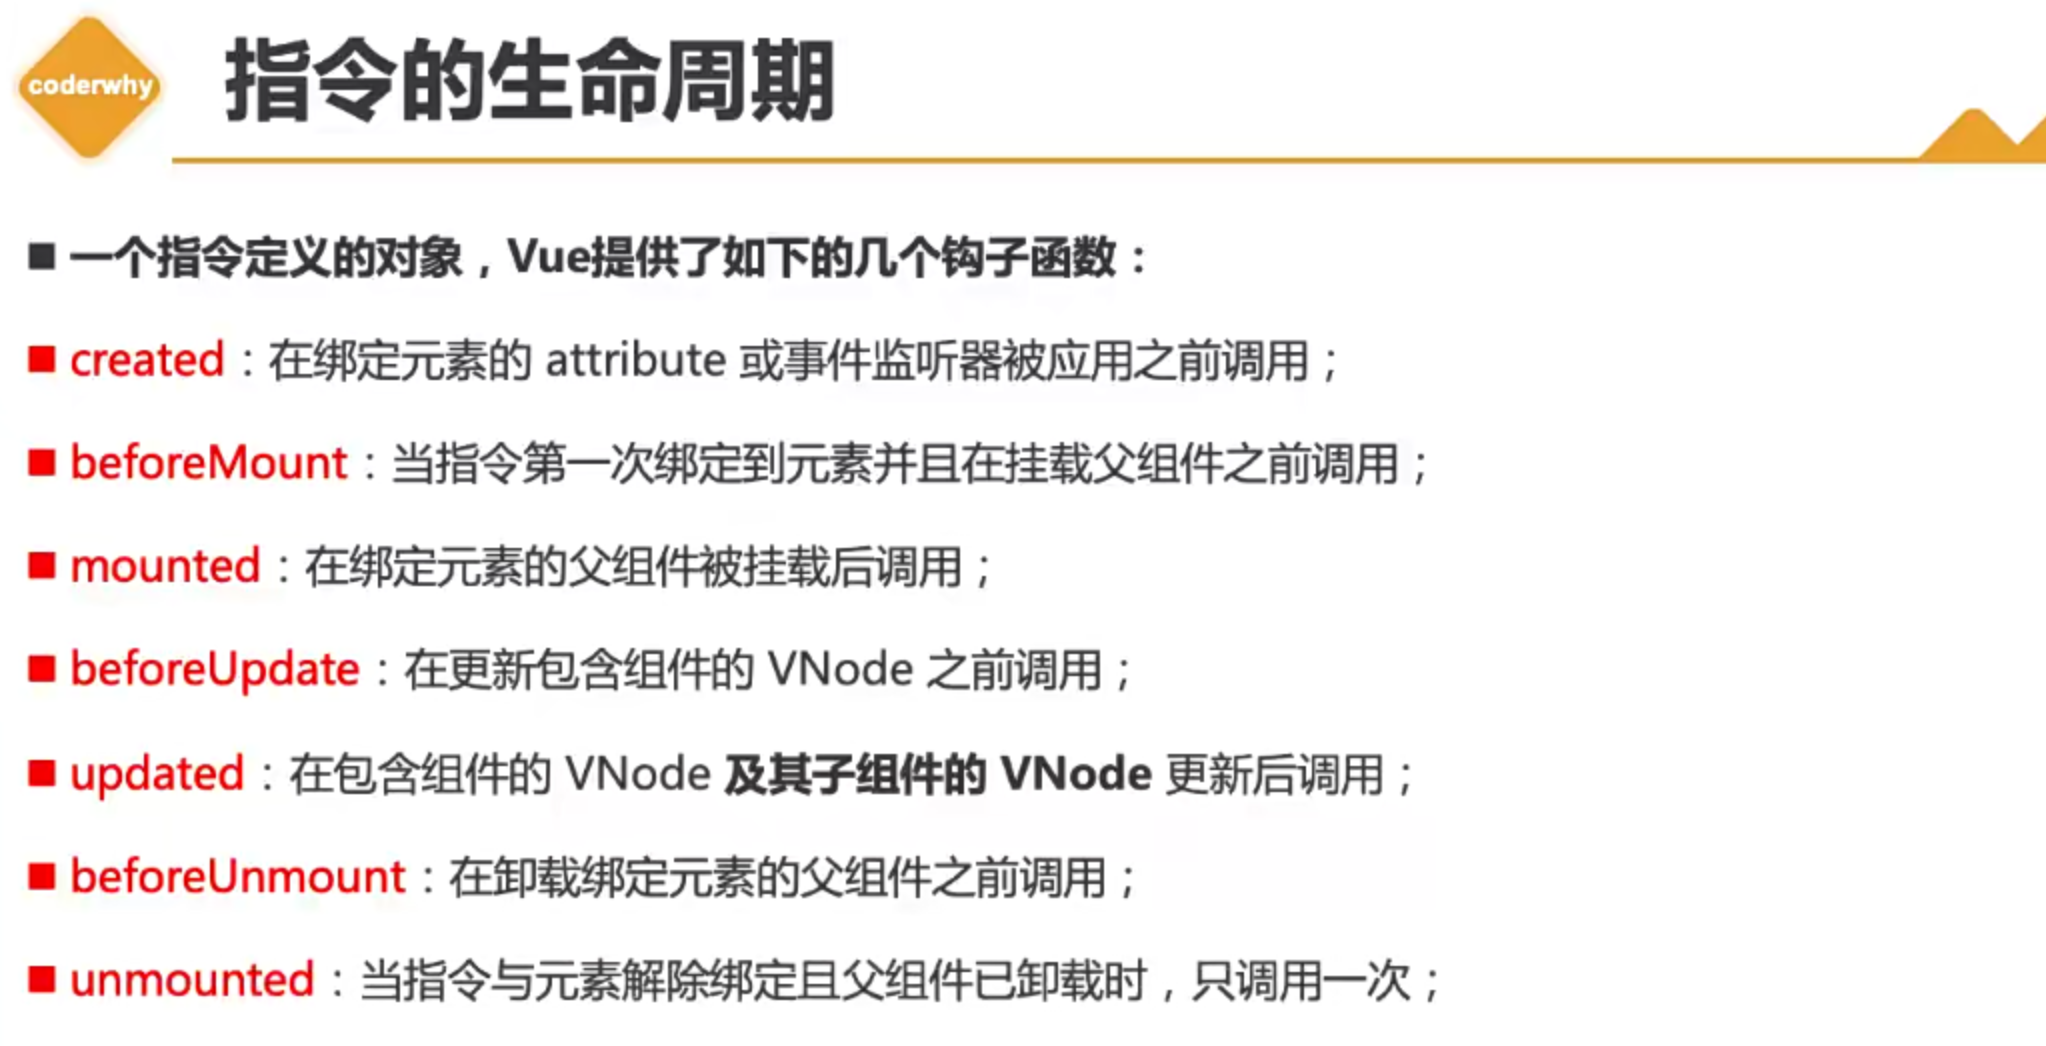 coderwhy
指令的生命周期
一个指令定义的对象，Vue提供了如下的几个钩子函数：
created：在绑定元素的 attribute 或事件监听器被应用之前调用；
beforeMount：当指令第一次绑定到元素并且在挂载父组件之前调用；
mounted：在绑定元素的父组件被挂载后调用；
beforeUpdate：在更新包含组件的 VNode 之前调用；
updated：在包含组件的 VNode 及其子组件的 VNode 更新后调用；
beforeUnmount：在卸载绑定元素的父组件之前调用；
unmounted：当指令与元素解除绑定且父组件已卸载时，只调用一次；